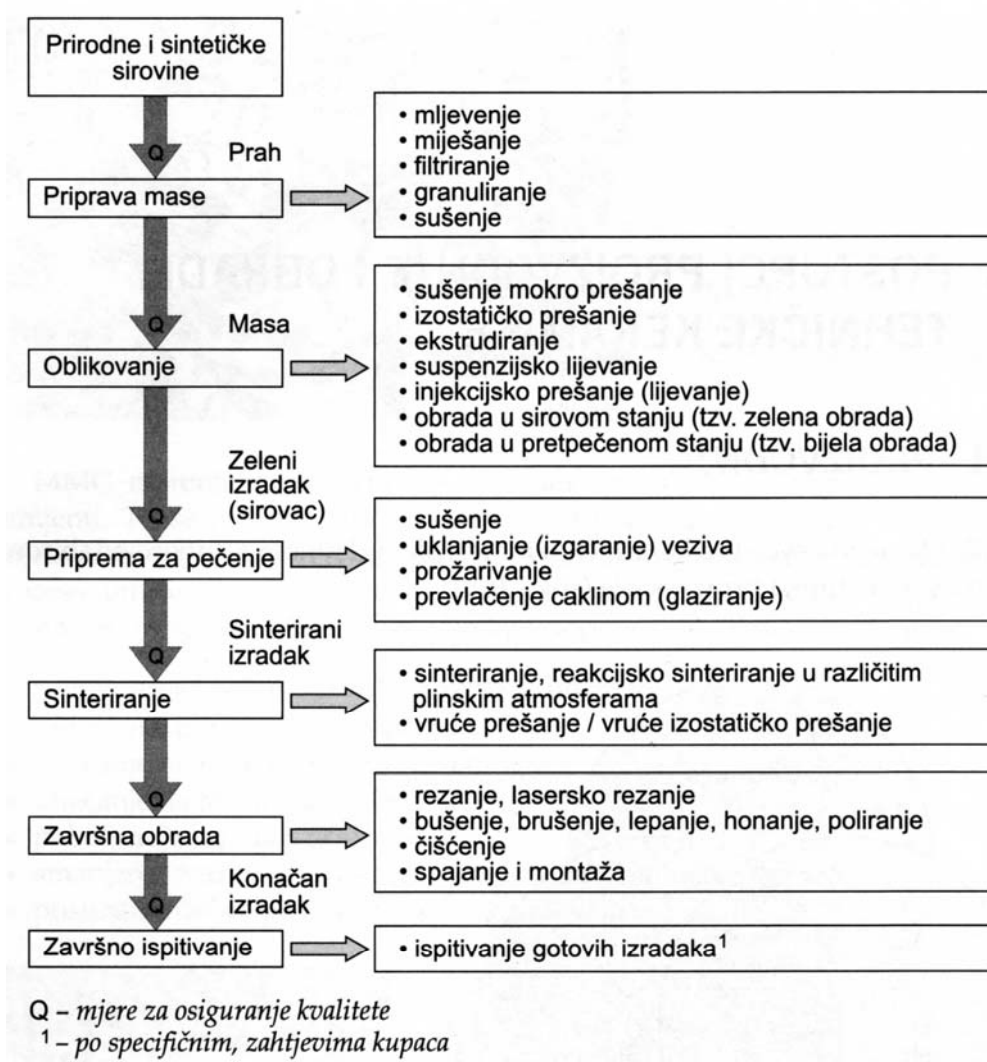 Prirodne i sintetičke
sirovine
Q
Prah
Priprava mase
• mljevenje
• miješanje
• filtriranje
• granuliranje
• sušenje
Q
Masa
Oblikovanje
• sušenje mokro prešanje
• izostatičko prešanje
• ekstrudiranje
• suspenzijsko lijevanje
• injekcijsko prešanje (lijevanje)
• obrada u sirovom stanju (tzv. zelena obrada)
• obrada u pretpečenom stanju (tzv. bijela obrada)
Zeleni
izradak
(sirovac)
Q
Priprema za pečenje
• sušenje
• uklanjanje (izgaranje) veziva
• prožarivanje
• prevlačenje caklinom (glaziranje)
Sinterirani
izradak
Q
Sinteriranje
• sinteriranje, reakcijsko sinteriranje u različitim
plinskim atmosferama
• vruće prešanje / vruće izostatičko prešanje
Q
Završna obrada
• rezanje, lasersko rezanje
• bušenje, brušenje, lepanje, honanje, poliranje
• čišćenje
• spajanje i montaža
Konačan
izradak
Q
Završno ispitivanje
• ispitivanje gotovih izradaka¹
Q – mjere za osiguranje kvalitete
¹ – po specifičnim, zahtjevima kupaca